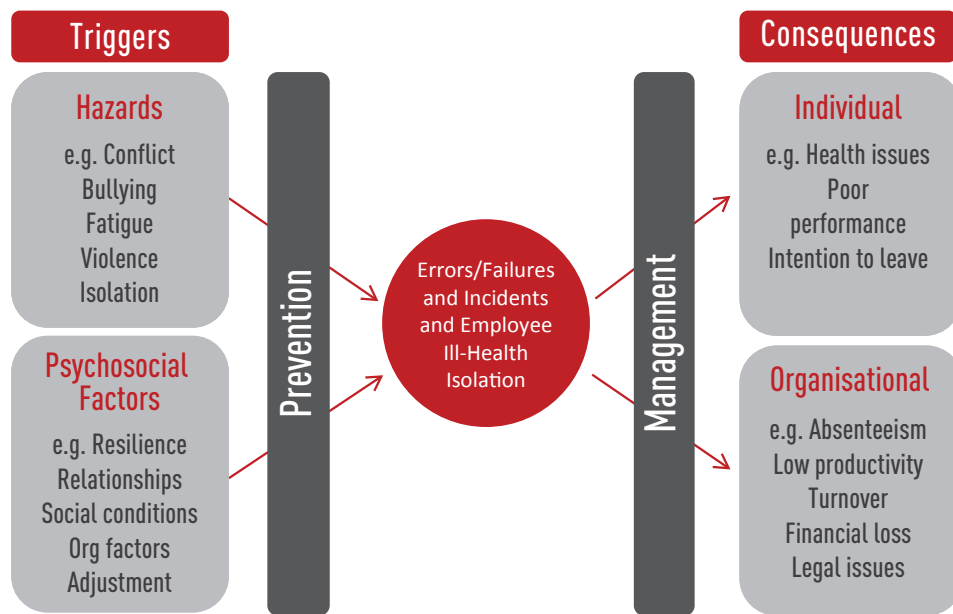 Triggers
Hazards
e.g. Conflict
Bullying
Fatigue
Violence
Isolation
Psychosocial
Factors
e.g. Resilience
Relationships
Social conditions
Org factors
Adjustment
Prevention
Errors/Failures
and Incidents
and Employee
Ill-Health
Isolation
Management
Consequences
Individual
e.g. Health issues
Poor
performance
Intention to leave
Organisational
e.g. Absenteeism
Low productivity
Turnover
Financial loss
Legal issues